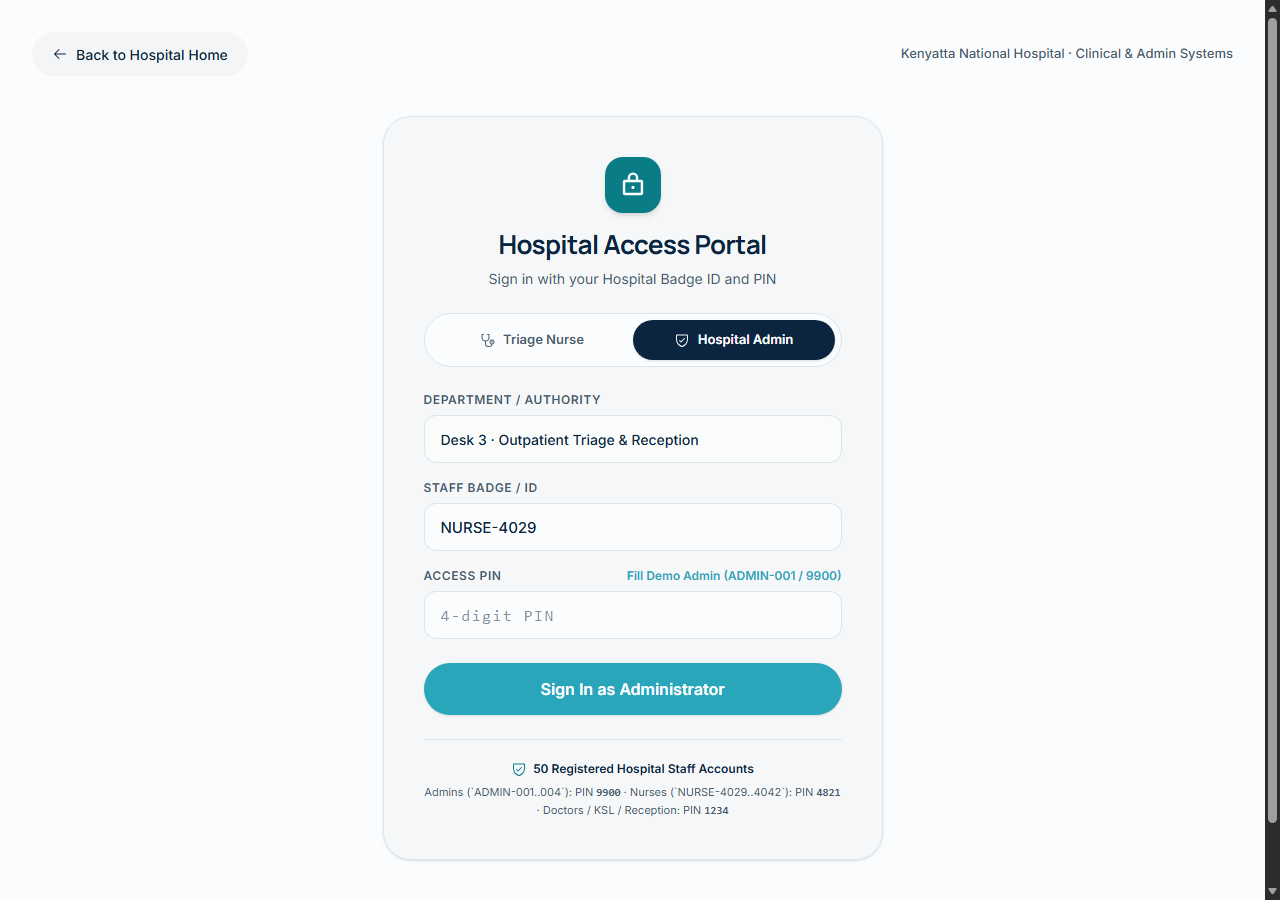 Back to Hospital Home
Kenyatta National Hospital · Clinical & Admin Systems
Hospital Access Portal
Sign in with your Hospital Badge ID and PIN
Triage Nurse
Hospital Admin
DEPARTMENT / AUTHORITY
Desk 3 · Outpatient Triage & Reception
STAFF BADGE / ID
NURSE-4029
ACCESS PIN
Fill Demo Admin (ADMIN-001 / 9900)
4-digit PIN
Sign In as Administrator
50 Registered Hospital Staff Accounts
Admins (`ADMIN-001..004`): PIN 9900 · Nurses (`NURSE-4029..4042`): PIN 4821
· Doctors / KSL / Reception: PIN 1234